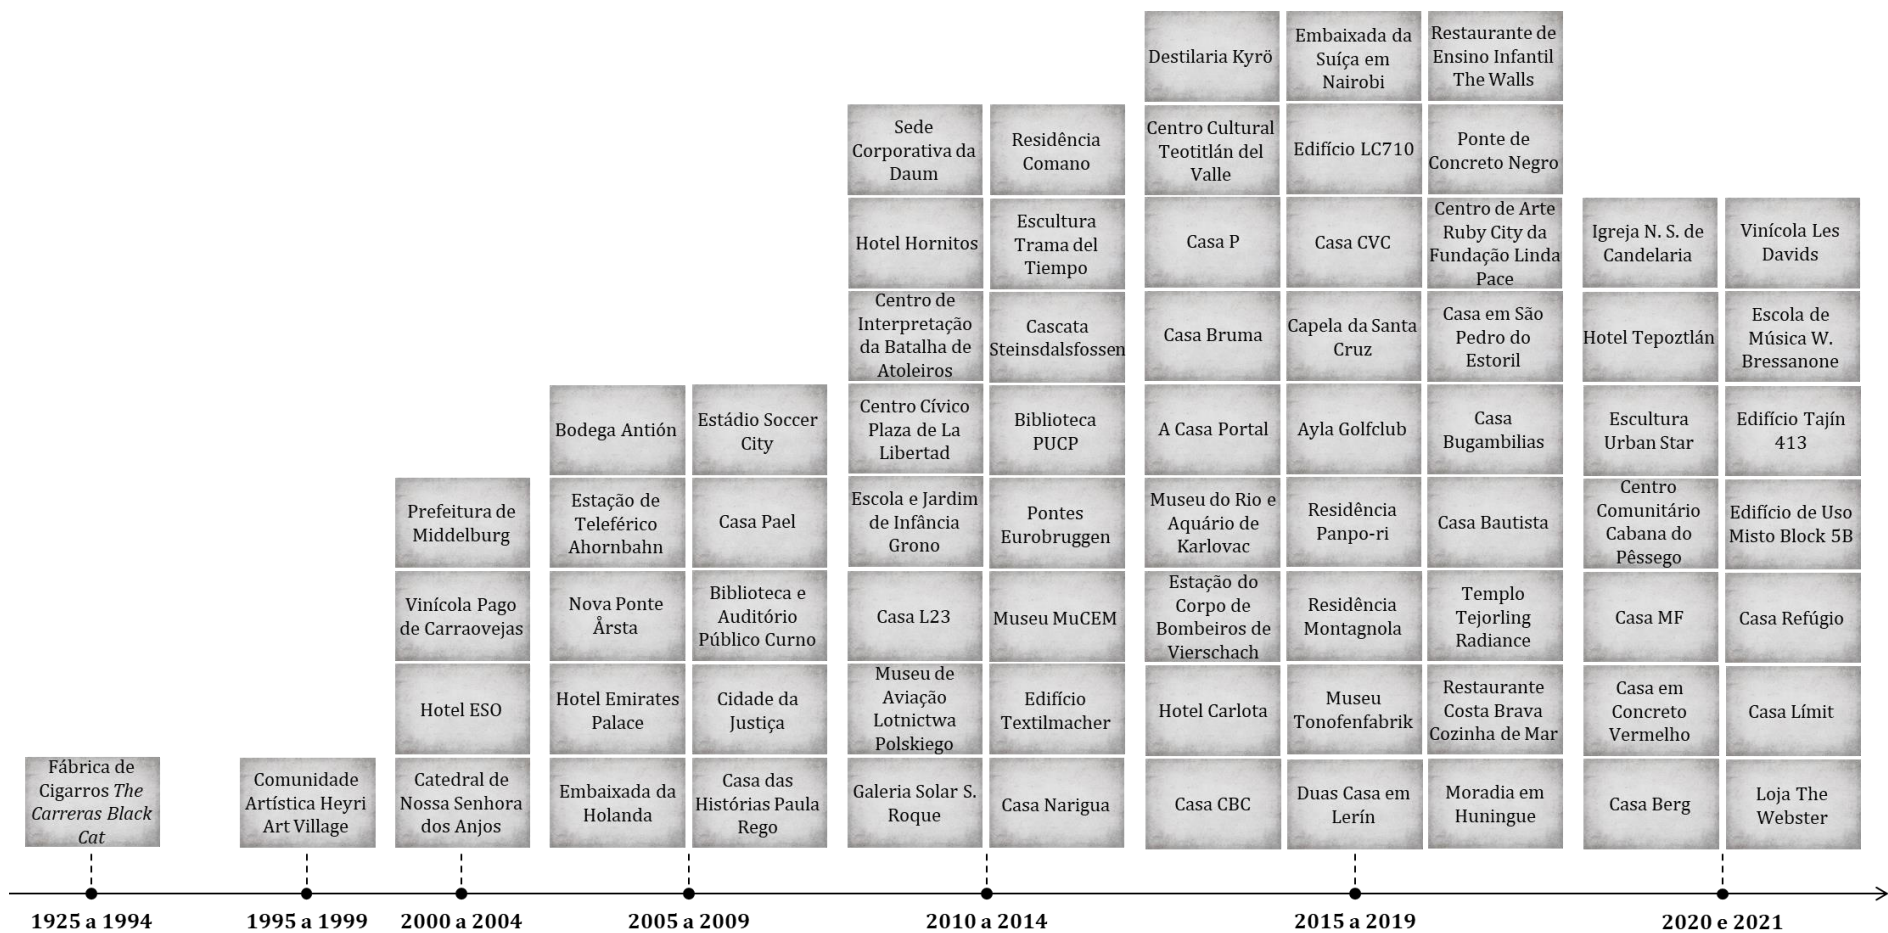 Fábrica de
Cigarros The
Carreras Black
Cat
1925 a 1994
Comunidade
Artística Heyri
Art Village
1995 a 1999
Prefeitura de
Middelburg
Vinícola Pago
de Carraovejas
Hotel ESO
Catedral de
Nossa Senhora
dos Anjos
2000 a 2004
Bodega Antión
Estação de
Teleférico
Ahornbahn
Nova Ponte
Årsta
Hotel Emirates
Palace
Embaixada da
Holanda
Estádio Soccer
City
Casa Pael
Biblioteca e
Auditório
Público Curno
Cidade da
Justiça
Casa das
Histórias Paula
Rego
2005 a 2009
Sede
Corporativa da
Daum
Hotel Hornitos
Centro de
Interpretação
da Batalha de
Atoleiros
Centro Cívico
Plaza de La
Libertad
Escola e Jardim
de Infância
Grono
Casa L23
Museu de
Aviação
Lotnictwa
Polskiego
Galeria Solar S.
Roque
Residência
Comano
Escultura
Trama del
Tiempo
Cascata
Steinsdalsfossen
Biblioteca
PUCP
Pontes
Eurobruggen
Museu MuCEM
Edifício
Textilmacher
Casa Narigua
2010 a 2014
Destilaria Kyrö
Centro Cultural
Teotitlán del
Valle
Casa P
Casa Bruma
A Casa Portal
Museu do Rio e
Aquário de
Karlovac
Estação do
Corpo de
Bombeiros de
Vierschach
Hotel Carlota
Casa CBC
Embaixada da
Suíça em
Nairobi
Edifício LC710
Casa CVC
Capela da Santa
Cruz
Ayla Golfclub
Residência
Panpo-ri
Residência
Montagnola
Museu
Tonofenfabrik
Duas Casa em
Lerín
Restaurante de
Ensino Infantil
The Walls
Ponte de
Concreto Negro
Centro de Arte
Ruby City da
Fundação Linda
Pace
Casa em São
Pedro do
Estoril
Casa
Bugambilias
Casa Bautista
Templo
Tejorling
Radiance
Restaurante
Costa Brava
Cozinha de Mar
Moradia em
Huningue
2015 a 2019
Igreja N. S. de
Candelaria
Hotel Tepoztlán
Escultura
Urban Star
Centro
Comunitário
Cabana do
Pêssego
Casa MF
Casa em
Concreto
Vermelho
Casa Berg
Vinícola Les
Davids
Escola de
Música W.
Bressanone
Edifício Tajín
413
Edifício de Uso
Misto Block 5B
Casa Refúgio
Casa Límit
Loja The
Webster
2020 e 2021